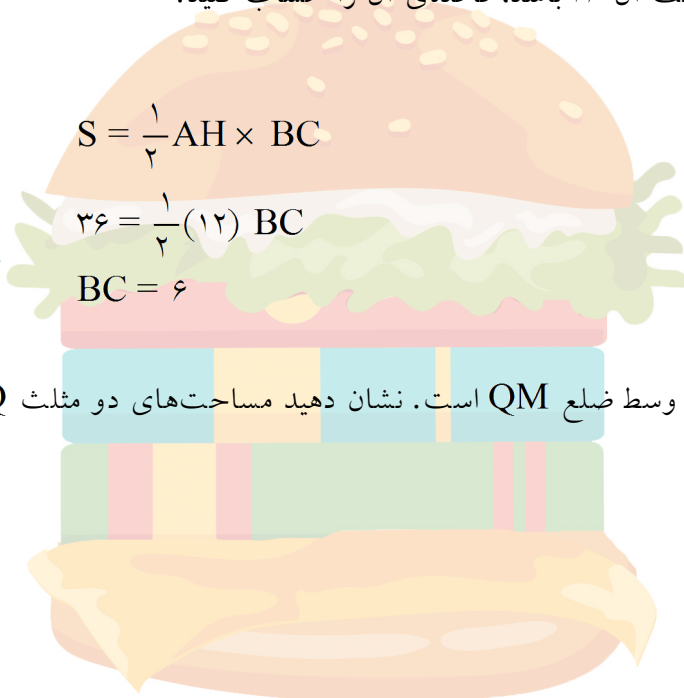 S = ۱/۲ AH × BC
۳۶ = ۱/۲ (۱۲) BC
BC = ۶
وسط ضلع QM است. نشان دهید مساحت‌های دو مثلث